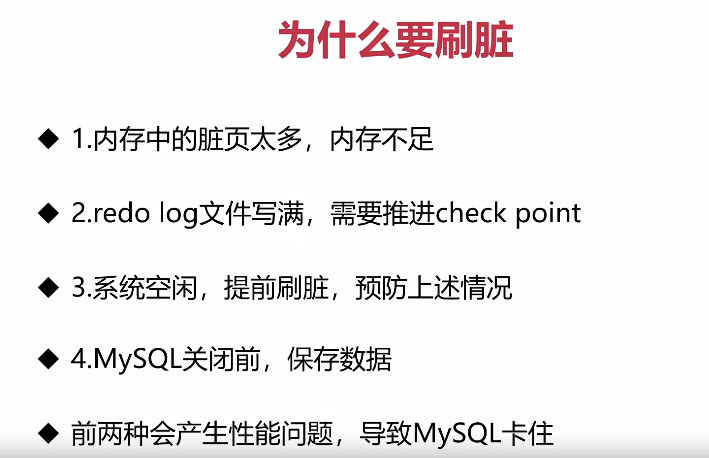 为什么要刷脏
◆ 1.内存中的脏页太多，内存不足
◆ 2.redo log文件写满，需要推进check point
◆ 3.系统空闲，提前刷脏，预防上述情况
◆ 4.MySQL关闭前，保存数据
◆ 前两种会产生性能问题，导致MySQL卡住